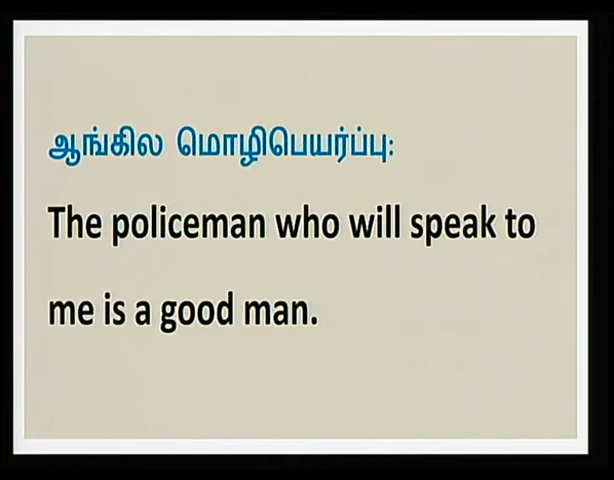 ஆங்கில மொழிபெயர்ப்பு:
The policeman who will speak to
me is a good man.